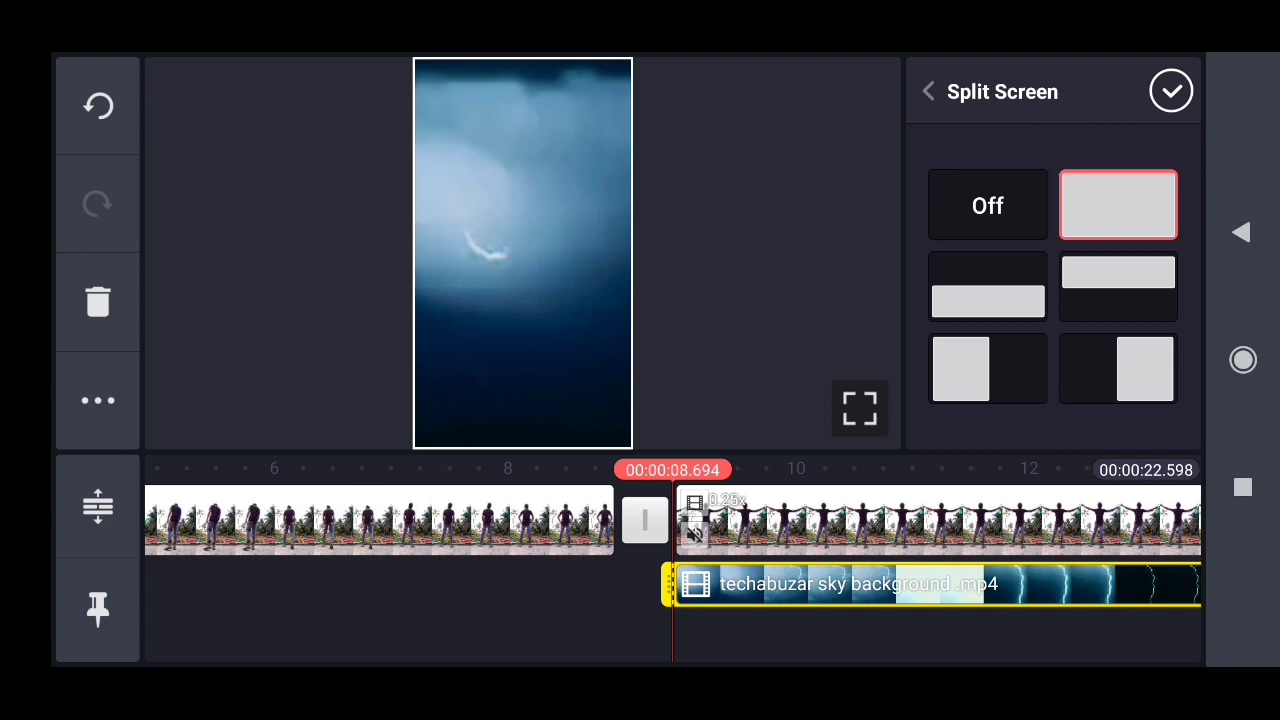 Split Screen
Off
6
8
00:00:08.694
10
12
00:00:22.598
0.25x
techabuzar sky background .mp4